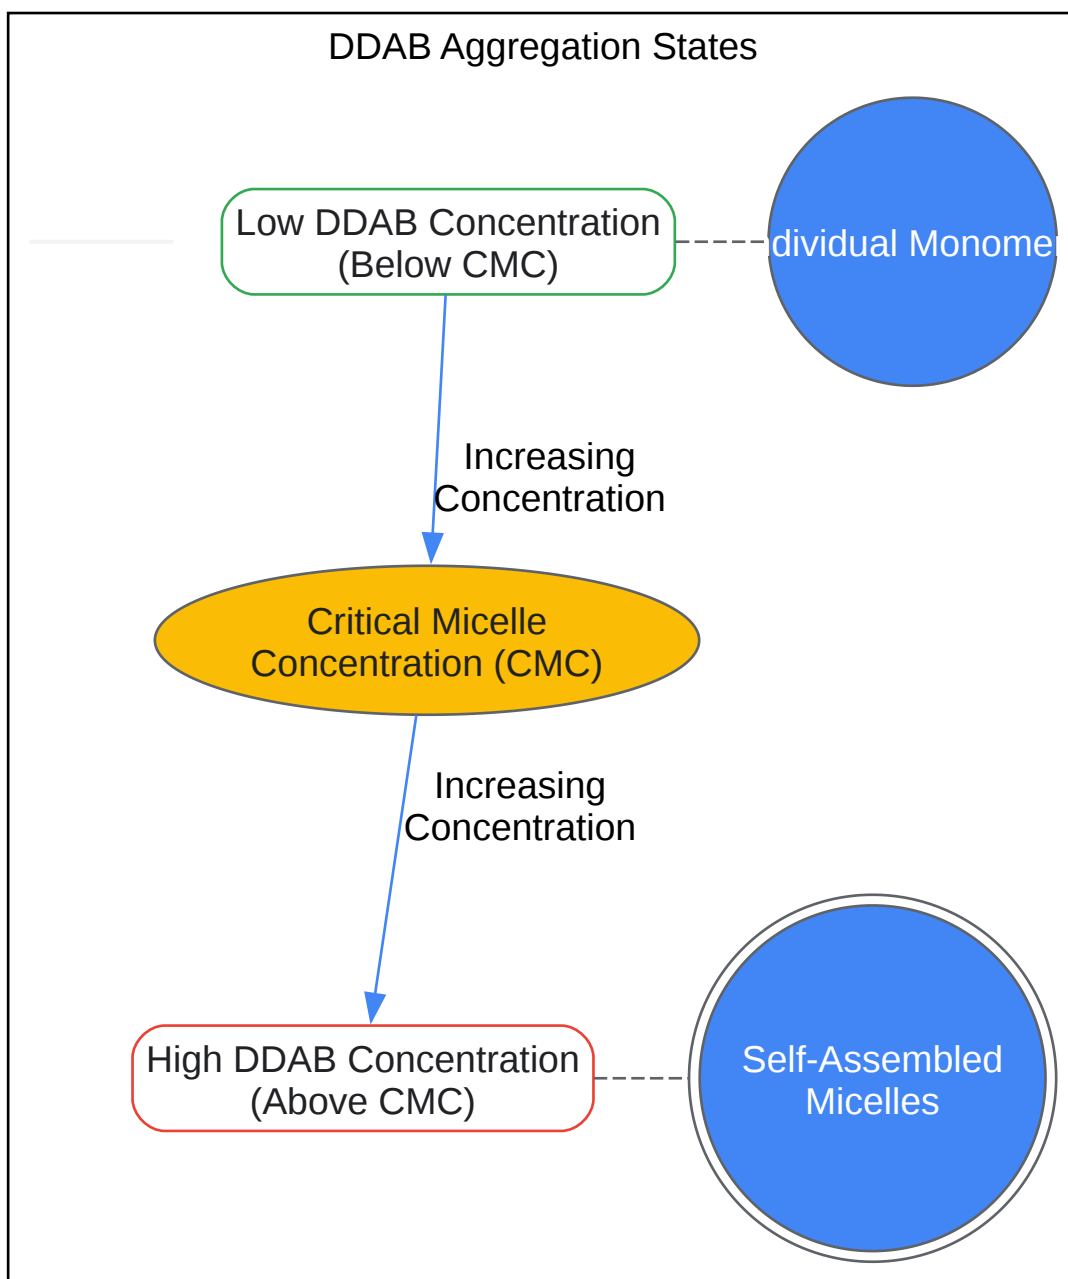 DDAB Aggregation States
Low DDAB Concentration
(Below CMC)
dividual Monome
Increasing
Concentration
Critical Micelle
Concentration (CMC)
Increasing
Concentration
High DDAB Concentration
(Above CMC)
Self-Assembled
Micelles